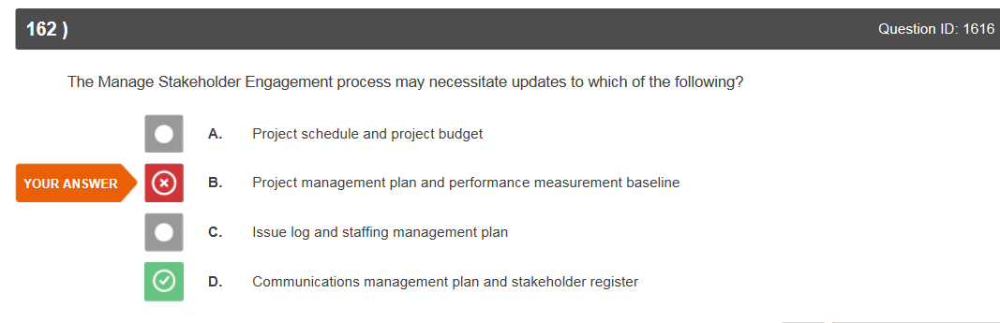 162 )
Question ID: 1616
The Manage Stakeholder Engagement process may necessitate updates to which of the following?
A. Project schedule and project budget
YOUR ANSWER B. Project management plan and performance measurement baseline
C. Issue log and staffing management plan
D. Communications management plan and stakeholder register